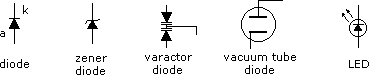 k
a
diode
zener
diode
varactor
diode
vacuum tube
diode
LED